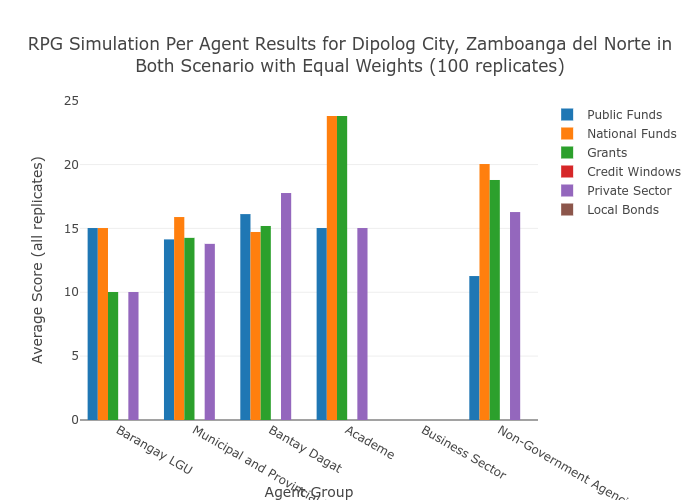 RPG Simulation Per Agent Results for Dipolog City, Zamboanga del Norte in
Both Scenario with Equal Weights (100 replicates)
25
20
15
10
5
0
Average Score (all replicates)
Public Funds
National Funds
Grants
Credit Windows
Private Sector
Local Bonds
Barangay LGU
Municipal and
Bantay Dagat
Academe
Business Sector
Non-Government
Agent Group